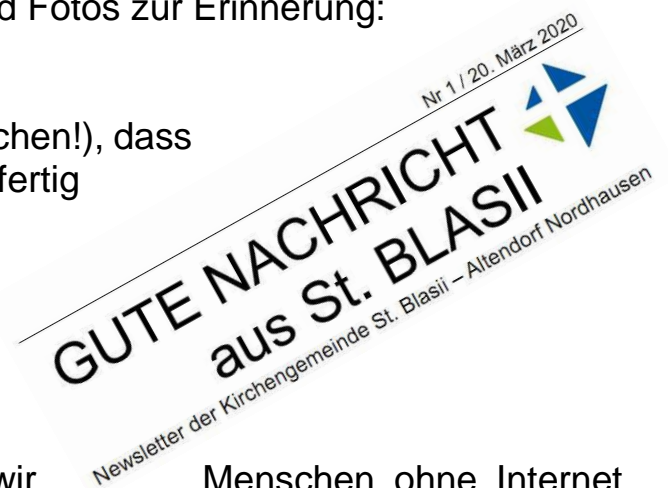 d Fotos zur Erinnerung:
Nr 1 / 20. März 2020
chen!), dass
fertig
GUTE NACHRICHT
aus St. BLASII
Newsletter der Kirchengemeinde St. Blasii – Altendorf Nordhausen
wir Menschen ohne Internet